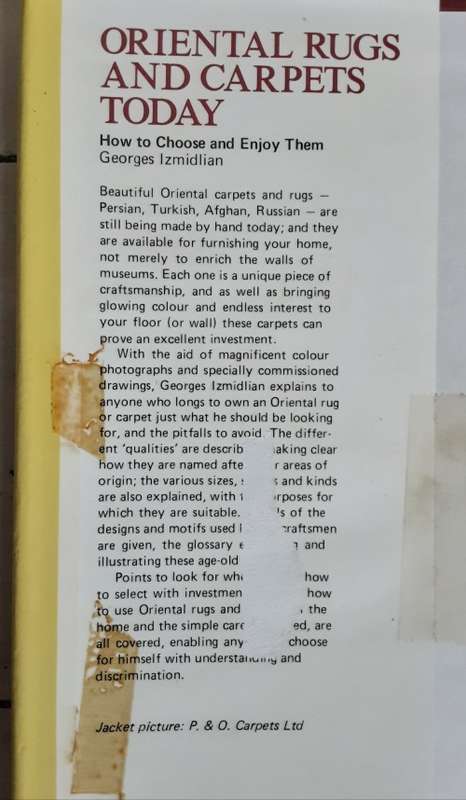 ORIENTAL RUGS
AND CARPETS
TODAY
How to Choose and Enjoy Them
Georges Izmidlian
Beautiful Oriental carpets and rugs —
Persian, Turkish, Afghan, Russian — are
still being made by hand today; and they
are available for furnishing your home,
not merely to enrich the walls of
museums. Each one is a unique piece of
craftsmanship, and as well as bringing
glowing colour and endless interest to
your floor (or wall) these carpets can
prove an excellent investment.
With the aid of magnificent colour
photographs and specially commissioned
drawings, Georges Izmidlian explains to
anyone who longs to own an Oriental rug
or carpet just what he should be looking
for, and the pitfalls to avoid. The differ-
ent 'qualities' are clear
how they are named areas of
origin; the various sizes, and kinds
are also explained, with for
which they are suitable. of the
designs and motifs used craftsmen
are given, the glossary and
illustrating these age-old
Points to look for how
to select with how
to use Oriental rugs and the
home and the simple care are
all covered, enabling choose
for himself with understanding and
discrimination.
Jacket picture: P. & O. Carpets Ltd